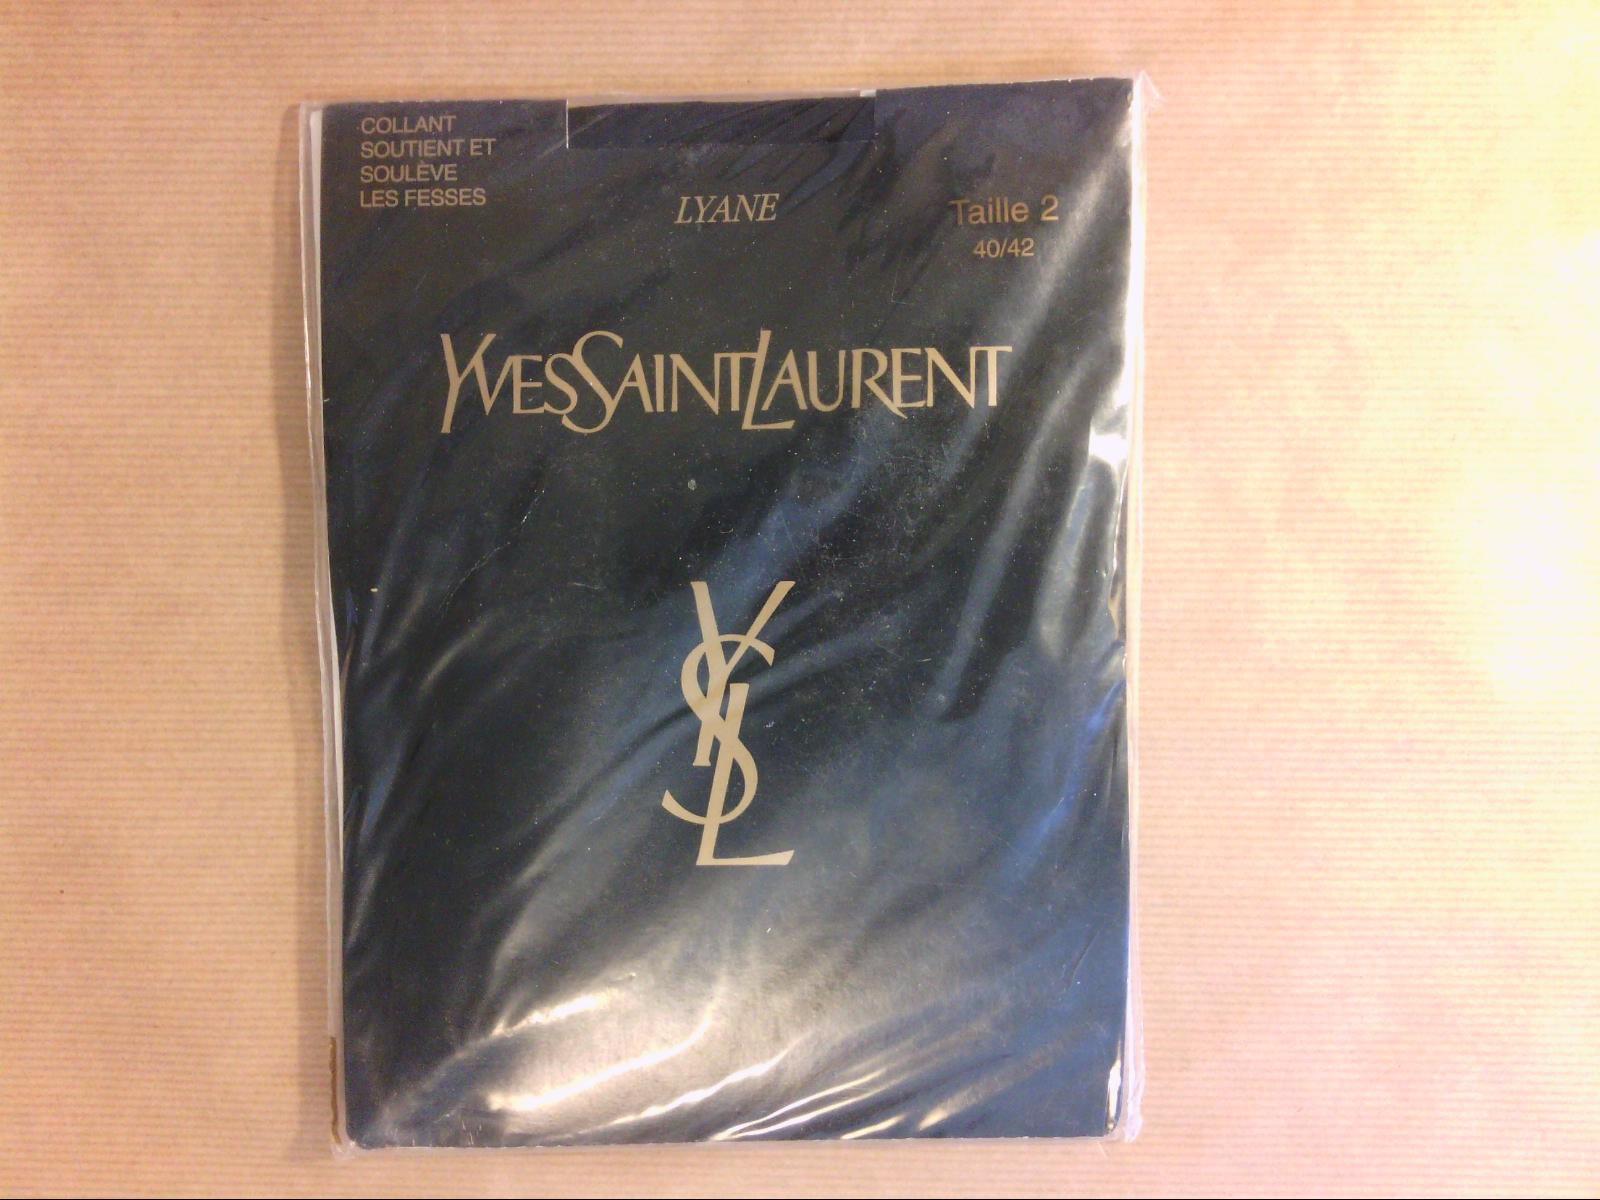 COLLANT
SOUTIENT ET
SOULÈVE
LES FESSES
LYANE
Taille 2
40/42
YVESSAINTLAURENT
YSL